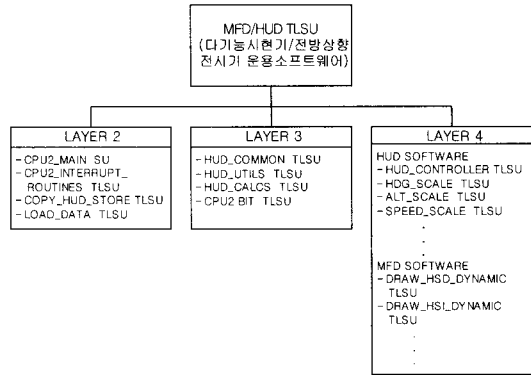 MFD/HUD TLSU
(다기능시현기/전방상향
전시기 운용소프트웨어)
LAYER 2
-CPU2_MAIN SU
-CPU2_INTERRUPT_
ROUTINES TLSU
-COPY_HUD_STORE TLSU
-LOAD_DATA TLSU
LAYER 3
-HUD_COMMON TLSU
-HUD_UTILS TLSU
-HUD_CALCS TLSU
-CPU2 BIT TLSU
LAYER 4
HUD SOFTWARE
-HUD_CONTROLLER TLSU
-HDG_SCALE TLSU
-ALT_SCALE TLSU
-SPEED_SCALE TLSU
.
.
.
MFD SOFTWARE
-DRAW_HSD_DYNAMIC
TLSU
-DRAW_HSI_DYNAMIC
TLSU
.
.
.